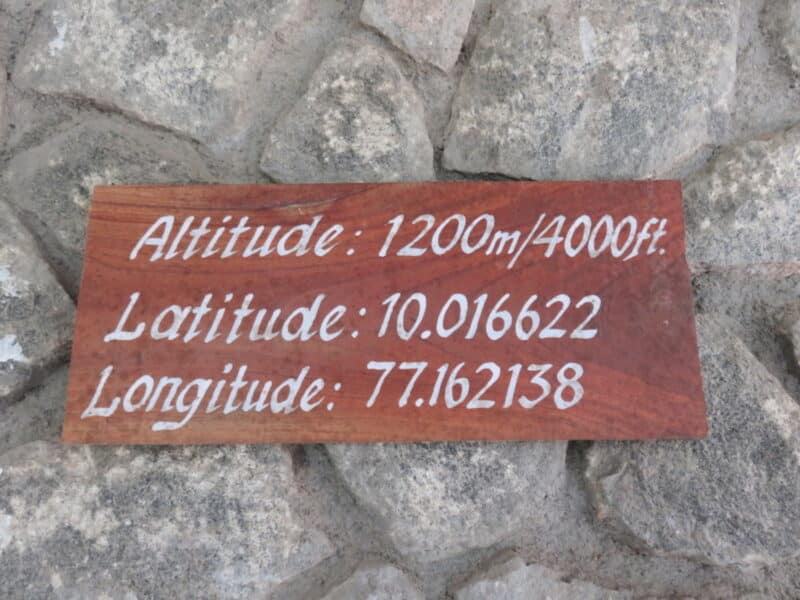 Altitude: 1200m/4000ft.
Latitude: 10.016622
Longitude: 77.162138